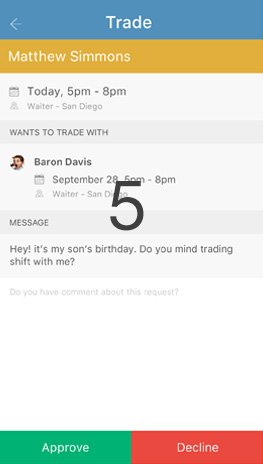 Trade
Matthew Simmons
Today, 5pm - 8pm
Waiter - San Diego
WANTS TO TRADE WITH
Baron Davis
September 28, 5pm - 8pm
Waiter - San Diego
5
MESSAGE
Hey! it's my son's birthday. Do you mind trading
shift with me?
Do you have comment about this request?
Approve
Decline